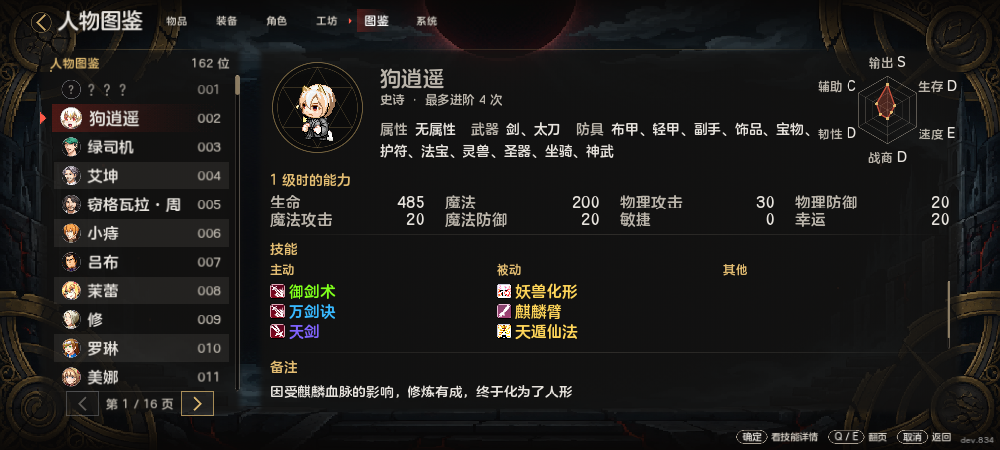 人物图鉴 物品 装备 角色 工坊 图鉴 系统
人物图鉴 162 位
? ? ? ? 001
狗逍遥 002
绿司机 003
艾坤 004
窃格瓦拉·周 005
小痔 006
吕布 007
茉蕾 008
修 009
罗琳 010
美娜 011
第 1 / 16 页
狗逍遥
史诗 · 最多进阶 4 次
属性 无属性 武器 剑、太刀 防具 布甲、轻甲、副手、饰品、宝物、
护符、法宝、灵兽、圣器、坐骑、神武
输出 S
辅助 C 生存 D
韧性 D 速度 E
战商 D
1 级时的能力
生命 485 魔法 200 物理攻击 30 物理防御 20
魔法攻击 20 魔法防御 20 敏捷 0 幸运 20
技能
主动 被动 其他
御剑术 妖兽化形
万剑诀 麒麟臂
天剑 天遁仙法
备注
因受麒麟血脉的影响，修炼有成，终于化为了人形
确定 看技能详情 Q / E 翻页 取消 返回 dev.834